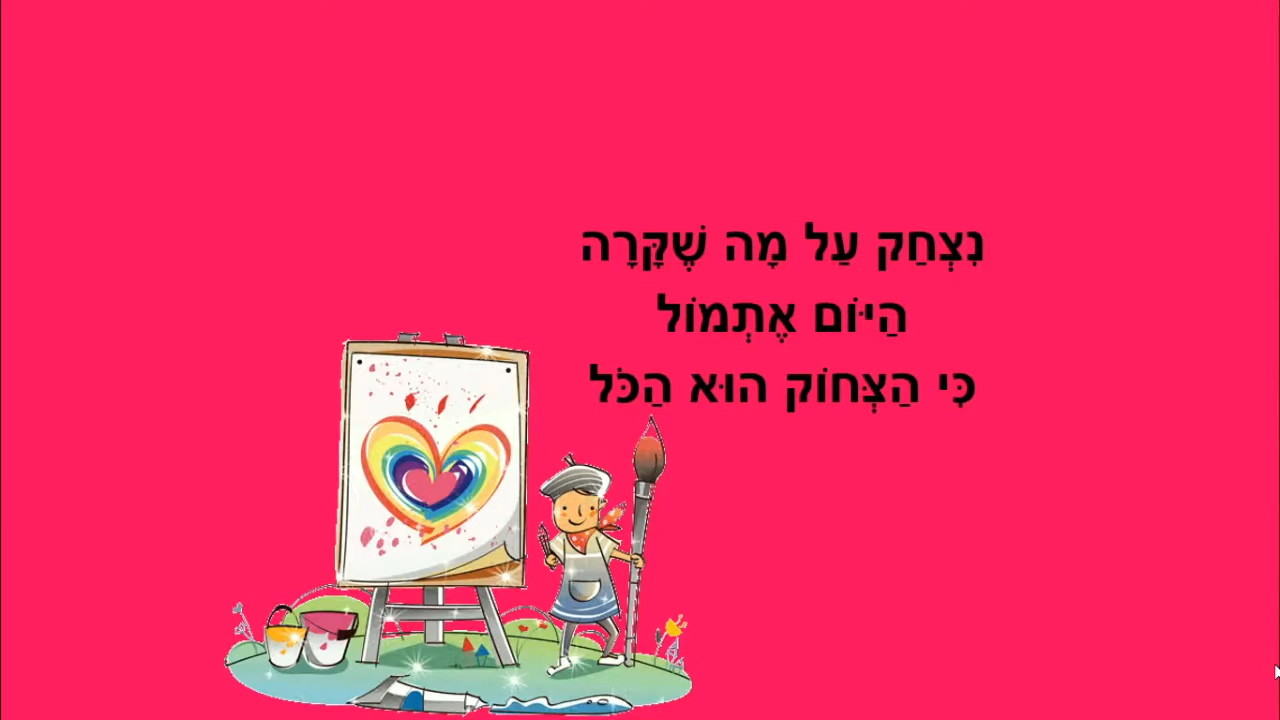 נִצְחַק עַל מָה שֶׁקָּרָה
הַיּוֹם אֶתְמוֹל
כִּי הַצְּחוֹק הוּא הַכֹּל